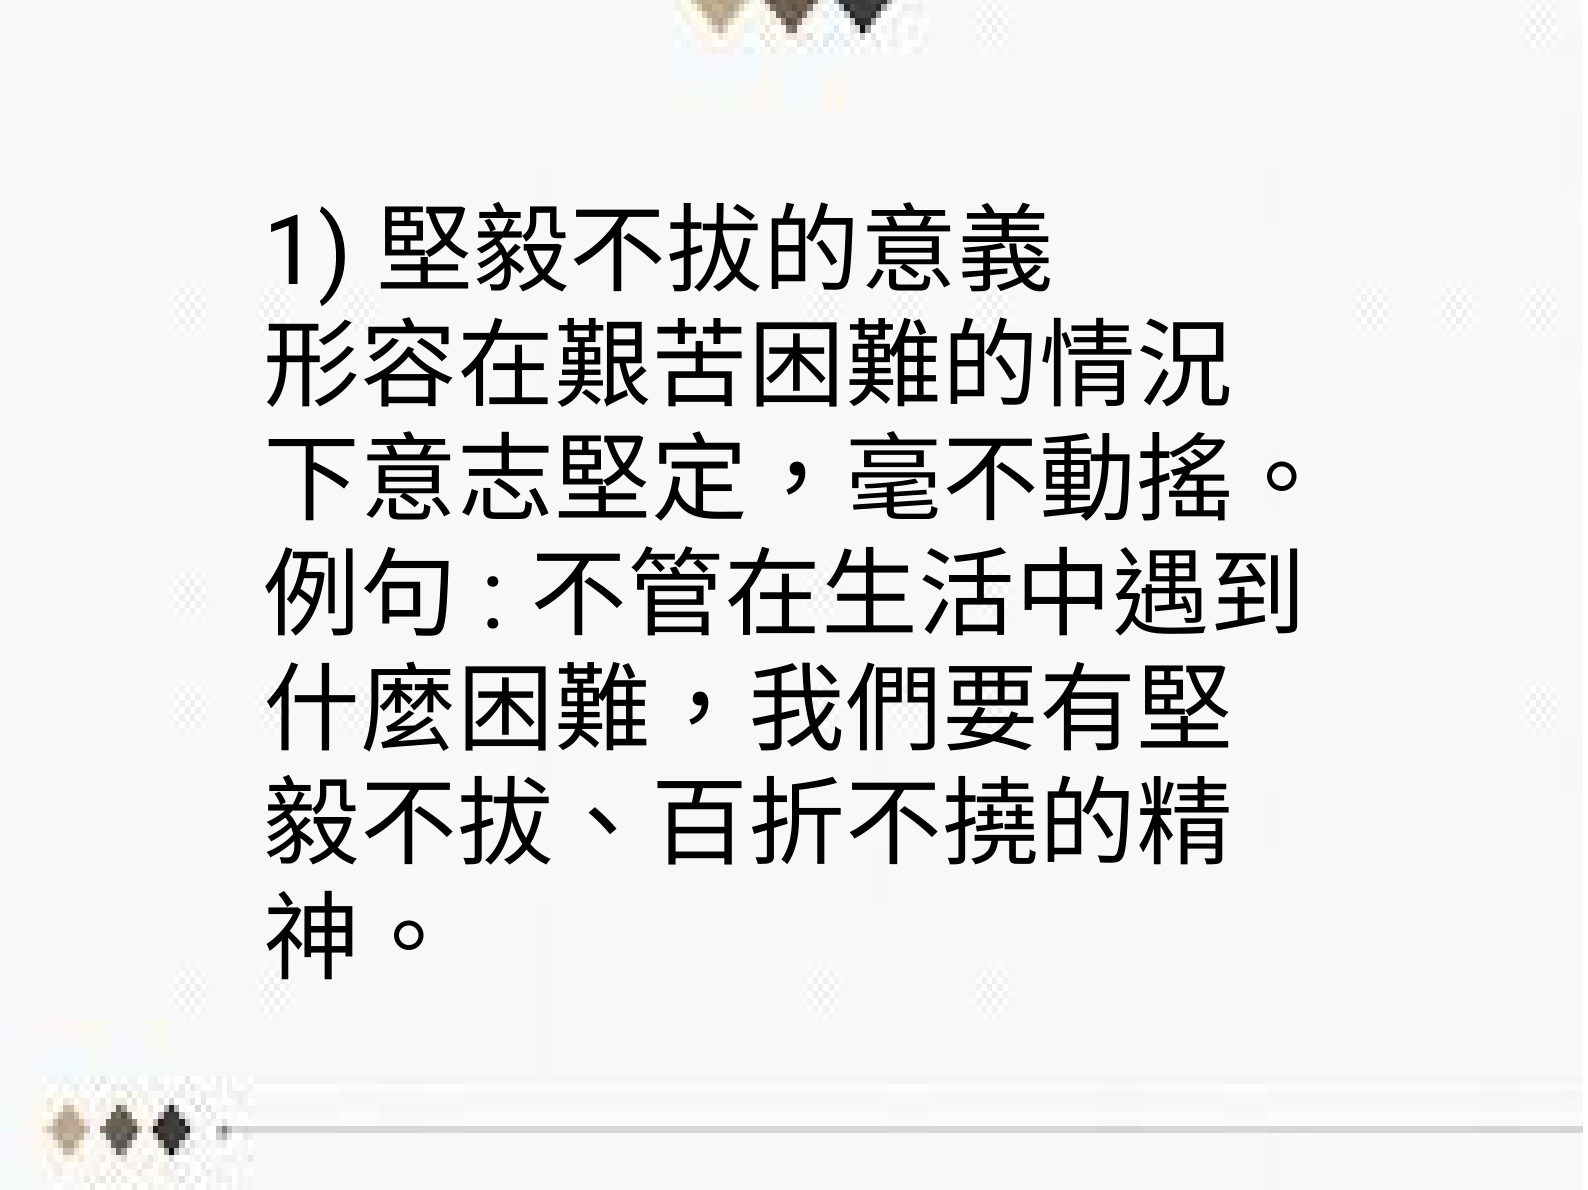 1) 堅毅不拔的意義
形容在艱苦困難的情況
下意志堅定，毫不動搖。
例句 : 不管在生活中遇到
什麼困難，我們要有堅
毅不拔、百折不撓的精
神。